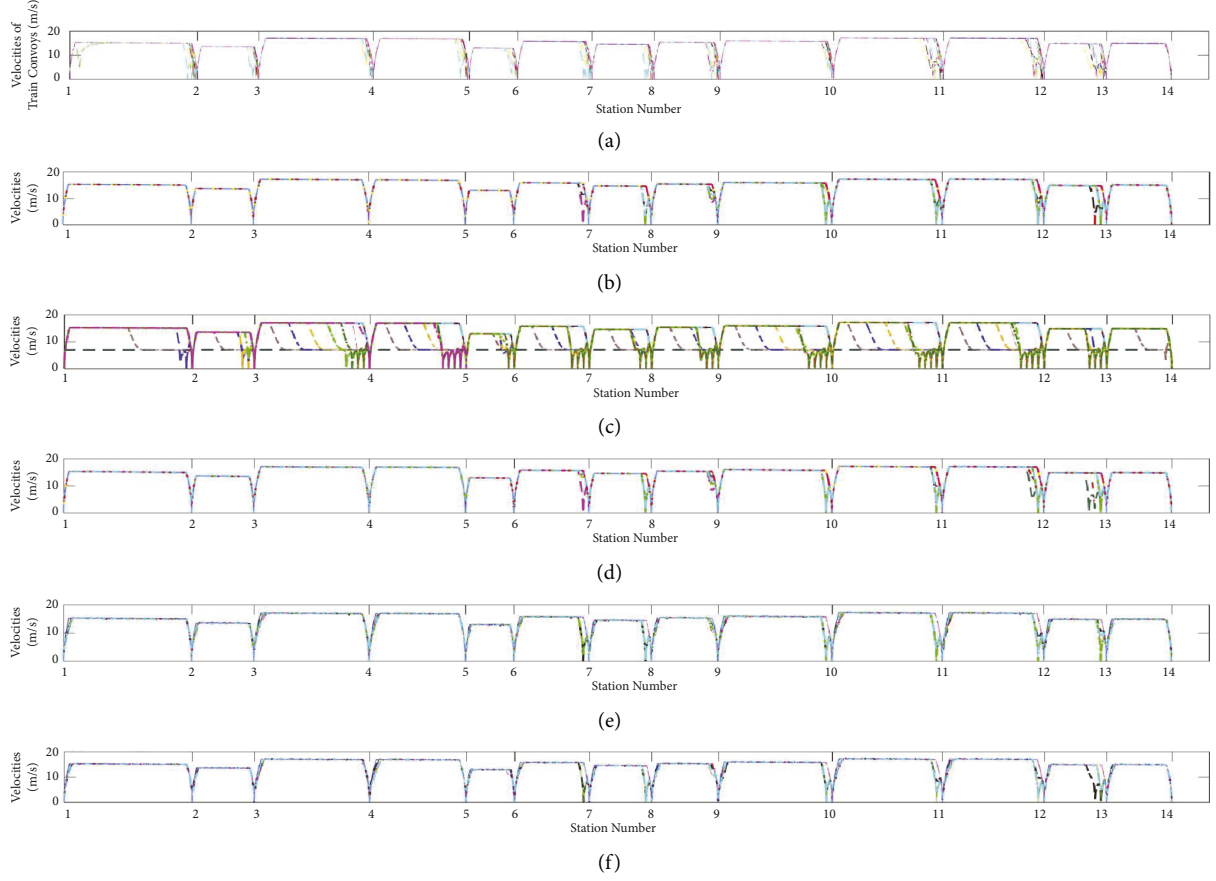 Velocities of
Train Convoys (m/s)
20
10
0
1 2 3 4 5 6 7 8 9 10 11 12 13 14
Station Number
(a)
Velocities
(m/s)
20
10
0
1 2 3 4 5 6 7 8 9 10 11 12 13 14
Station Number
(b)
Velocities
(m/s)
20
10
0
1 2 3 4 5 6 7 8 9 10 11 12 13 14
Station Number
(c)
Velocities
(m/s)
20
10
0
1 2 3 4 5 6 7 8 9 10 11 12 13 14
Station Number
(d)
Velocities
(m/s)
20
10
0
1 2 3 4 5 6 7 8 9 10 11 12 13 14
Station Number
(e)
Velocities
(m/s)
20
10
0
1 2 3 4 5 6 7 8 9 10 11 12 13 14
Station Number
(f)